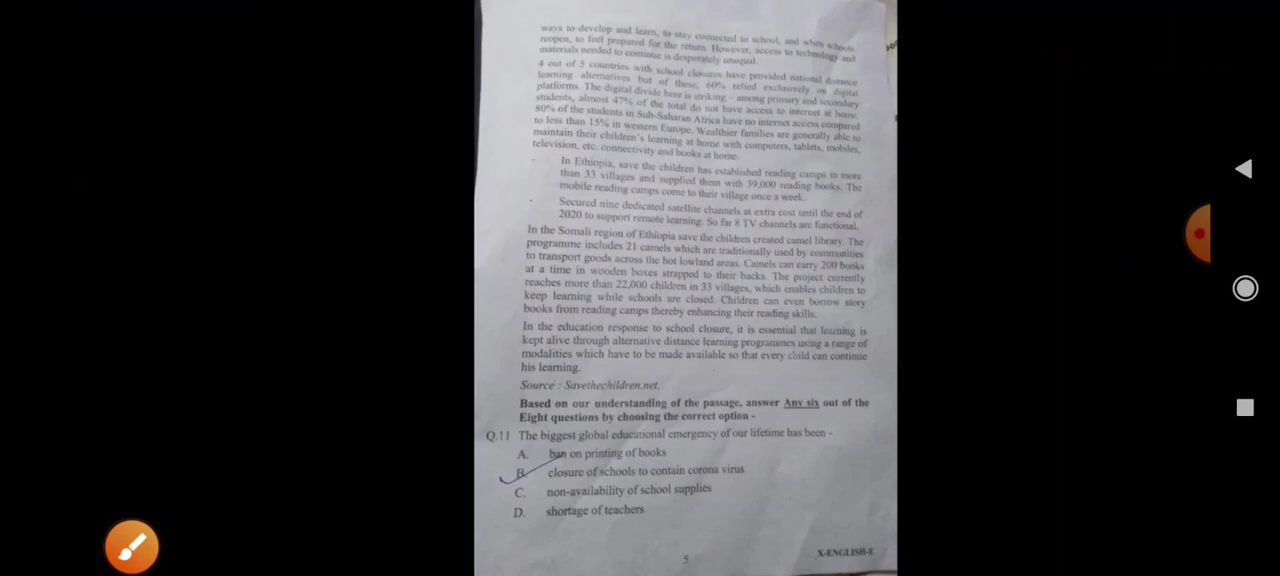 ways to develop and learn, to stay connected to school, and when schools
reopen, to feel prepared for the return. However, access to technology and
materials needed to continue is desperately unequal.
4 out of 5 countries with school closures have provided national distance
learning alternatives but of these, 60% relied exclusively on digital
platforms. The digital divide here is striking – among primary and secondary
students, almost 47% of the total do not have access to internet at home.
80% of the students in Sub-Saharan Africa have no internet access compared
to less than 15% in western Europe. Wealthier families are generally able to
maintain their children's learning at home with computers, tablets, mobiles,
television, etc. connectivity and books at home.
- In Ethiopia, save the children has established reading camps in more
than 33 villages and supplied them with 39,000 reading books. The
mobile reading camps come to their village once a week.
- Secured nine dedicated satellite channels at extra cost until the end of
2020 to support remote learning. So far 8 TV channels are functional.
In the Somali region of Ethiopia save the children created camel library. The
programme includes 21 camels which are traditionally used by communities
to transport goods across the hot lowland areas. Camels can carry 200 books
at a time in wooden boxes strapped to their backs. The project currently
reaches more than 22,000 children in 33 villages, which enables children to
keep learning while schools are closed. Children can even borrow story
books from reading camps thereby enhancing their reading skills.
In the education response to school closure, it is essential that learning is
kept alive through alternative distance learning programmes using a range of
modalities which have to be made available so that every child can continue
his learning.
Source : Savethechildren.net.
Based on our understanding of the passage, answer Any six out of the
Eight questions by choosing the correct option -
Q.11 The biggest global educational emergency of our lifetime has been -
A. ban on printing of books
B. closure of schools to contain corona virus
C. non-availability of school supplies
D. shortage of teachers
5
X-ENGLISH-E